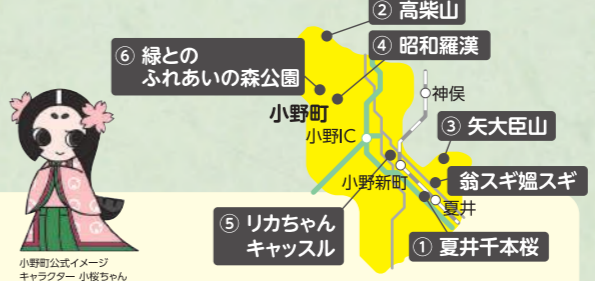 ② 高柴山
④ 昭和羅漢
⑥ 緑との
ふれあいの森公園
神俣
小野町
小野IC
③ 矢大臣山
小野新町
翁スギ媼スギ
夏井
⑤ リカちゃん
キャッスル
① 夏井千本桜
小野町公式イメージ
キャラクター 小桜ちゃん